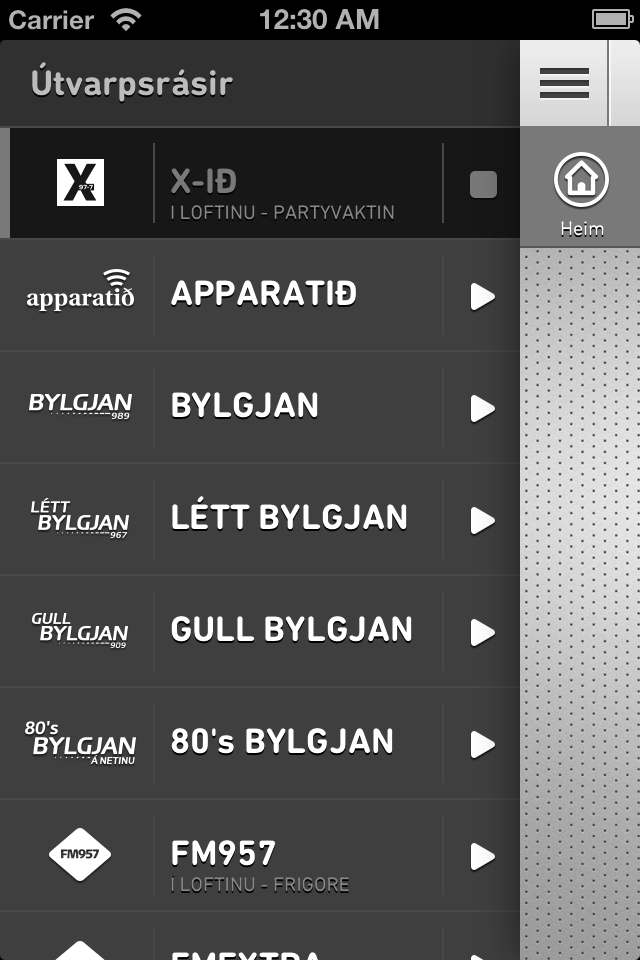 Carrier 12:30 AM
Útvarpsrásir
Heim
X 97-7
X-IÐ
Í LOFTINU - PARTYVAKTIN
apparatið
APPARATIÐ
BYLGJAN
989
BYLGJAN
LÉTT
BYLGJAN
967
LÉTT BYLGJAN
GULL
BYLGJAN
909
GULL BYLGJAN
80's
BYLGJAN
Á NETINU
80's BYLGJAN
FM957
FM957
Í LOFTINU - FRIGORE
FMEXTRA